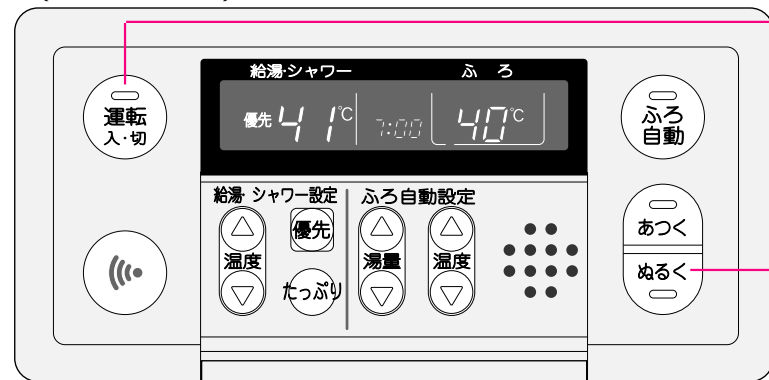 給湯・シャワー
ふろ
優先 41℃ 7:00 40℃
運転
入・切
ふろ
自動
給湯・シャワー設定
ふろ自動設定
優先
温度
湯量
温度
たっぷり
あつく
ぬるく